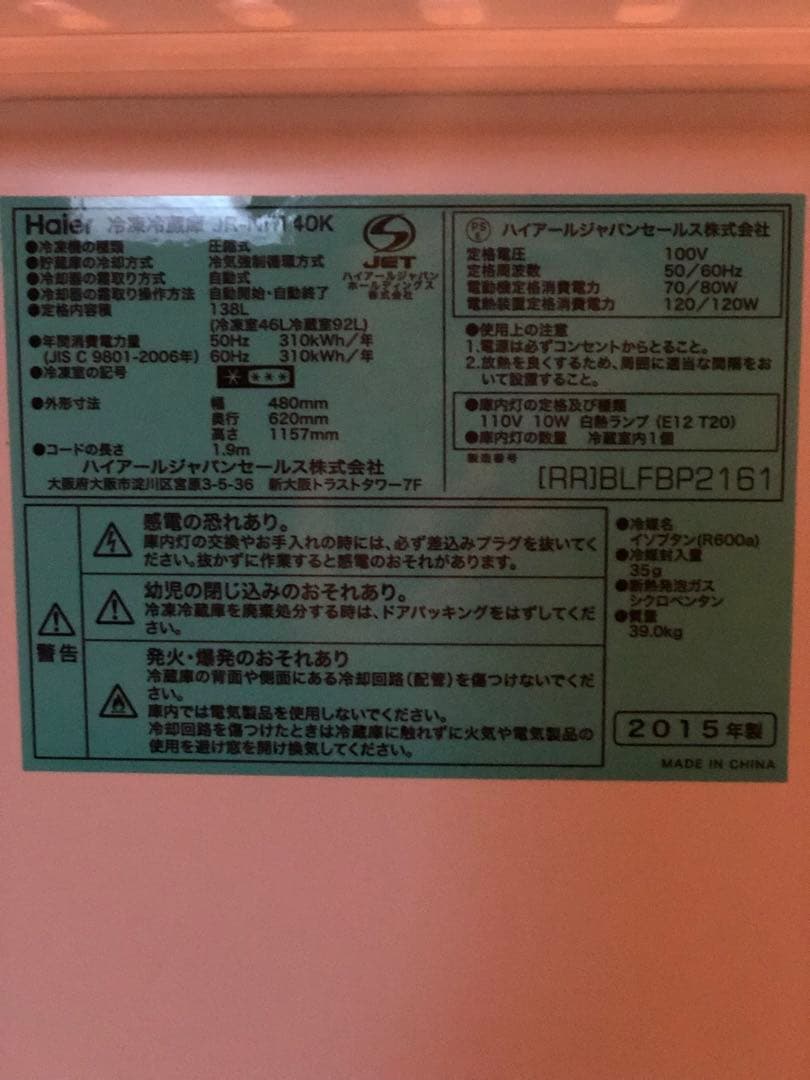 Haier 冷凍冷蔵庫 JR-NF140K
●冷凍機の種類 圧縮式
●貯蔵庫の冷却方式 冷気強制循環方式
●冷却器の霜取り方式 自動式
●冷却器の霜取り操作方法 自動開始・自動終了
●定格内容積 138L
(冷凍室46L冷蔵室92L)
●年間消費電力量 50Hz 310kWh/年
(JIS C 9801-2006年) 60Hz 310kWh/年
●冷凍室の記号
●外形寸法 幅 480mm
奥行 620mm
高さ 1157mm
●コードの長さ 1.9m
ハイアールジャパンセールス株式会社
大阪府大阪市淀川区宮原3-5-36 新大阪トラストタワー7F
JET
ハイアールジャパン
ホールディングス
株式会社
PS
E
ハイアールジャパンセールス株式会社
定格電圧 100V
定格周波数 50/60Hz
電動機定格消費電力 70/80W
電熱装置定格消費電力 120/120W
●使用上の注意
1.電源は必ずコンセントからとること。
2.放熱を良くするため、周囲に適当な間隔をお
いて設置すること。
●庫内灯の定格及び種類
110V 10W 白熱ランプ (E12 T20)
●庫内灯の数量 冷蔵室内1個
製造番号
[RR]BLFBP2161
警告
感電の恐れあり。
庫内灯の交換やお手入れの時には、必ず差込みプラグを抜いてく
ださい。抜かずに作業すると感電のおそれがあります。
幼児の閉じ込みのおそれあり。
冷凍冷蔵庫を廃棄処分する時は、ドアパッキングをはずしてくだ
さい。
発火・爆発のおそれあり
冷蔵庫の背面や側面にある冷却回路(配管)を傷つけないでくだ
さい。
庫内では電気製品を使用しないでください。
冷却回路を傷つけたときは冷蔵庫に触れずに火気や電気製品の
使用を避け窓を開け換気してください。
●冷媒名
イソブタン(R600a)
●冷媒封入量
35g
●断熱発泡ガス
シクロペンタン
●質量
39.0kg
2015年製
MADE IN CHINA